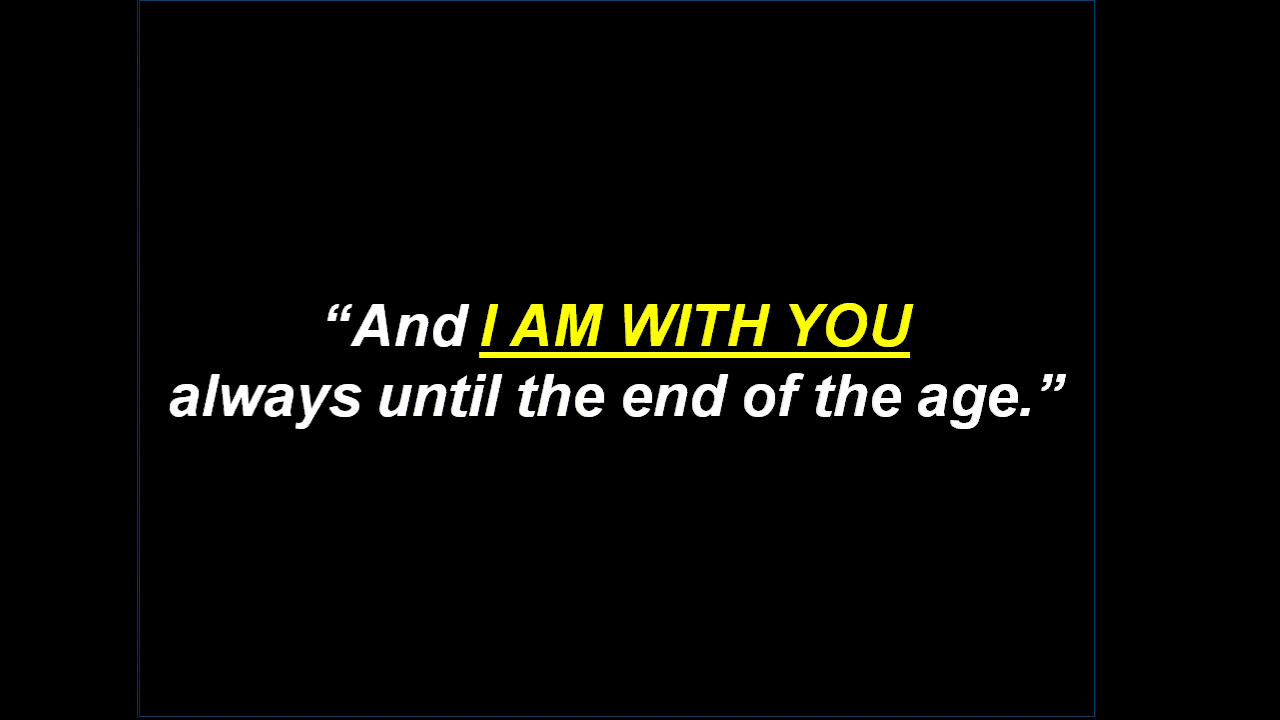 “And I AM WITH YOU
always until the end of the age.”